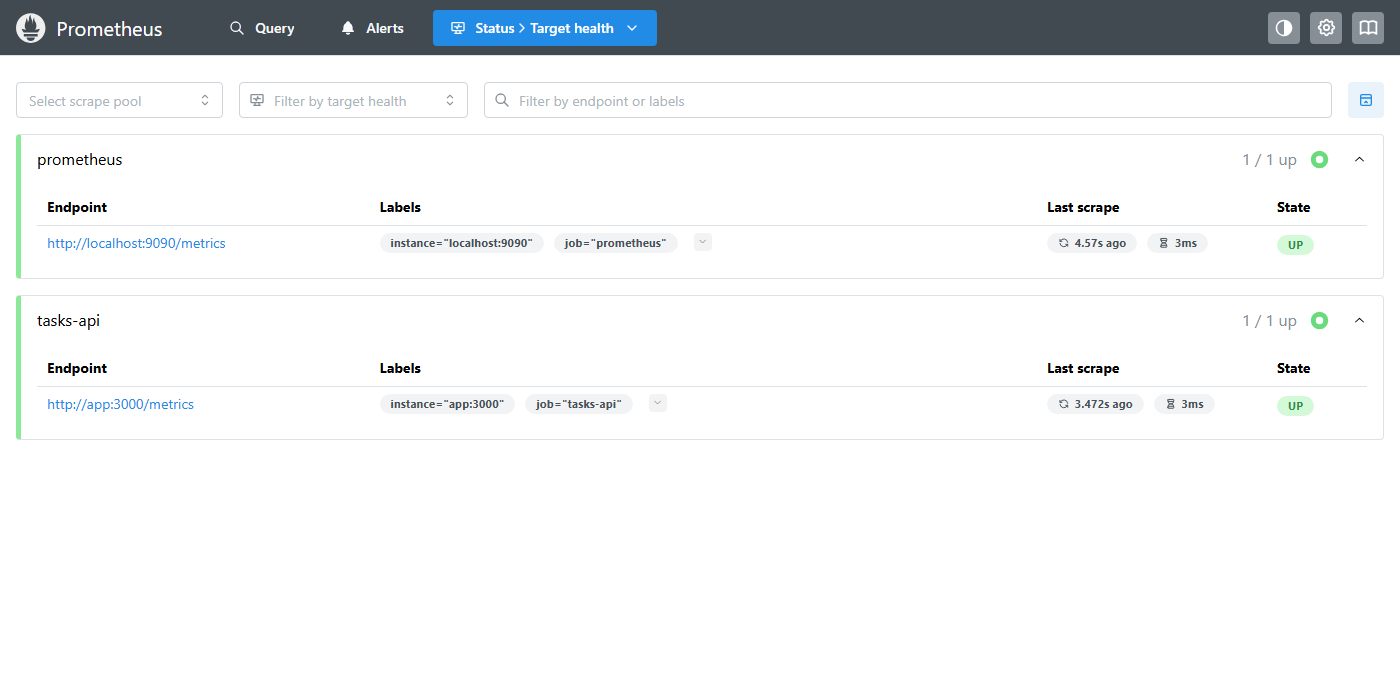 Prometheus Query Alerts Status > Target health
Select scrape pool Filter by target health Filter by endpoint or labels
prometheus 1 / 1 up
Endpoint Labels Last scrape State
http://localhost:9090/metrics instance="localhost:9090" job="prometheus" 4.57s ago 3ms UP
tasks-api 1 / 1 up
Endpoint Labels Last scrape State
http://app:3000/metrics instance="app:3000" job="tasks-api" 3.472s ago 3ms UP